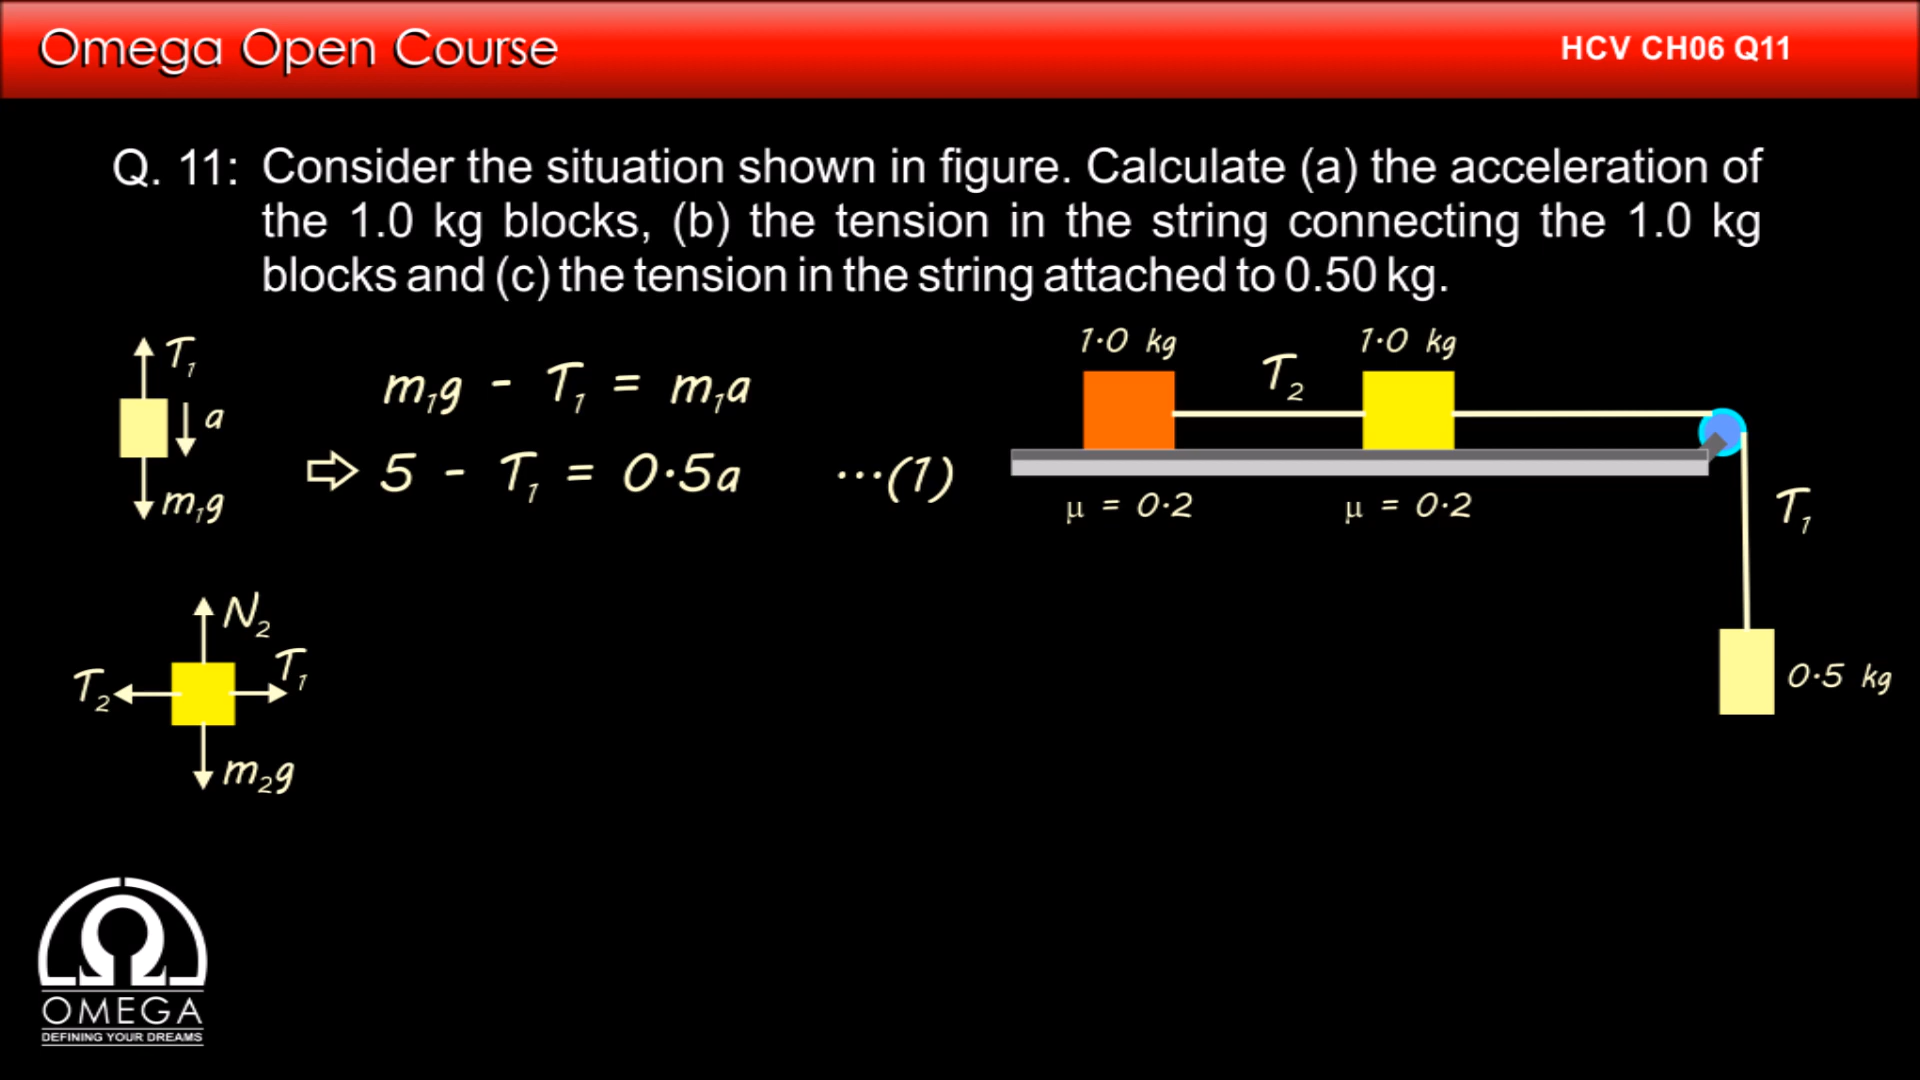 Omega Open Course
HCV CH06 Q11
Q. 11: Consider the situation shown in figure. Calculate (a) the acceleration of
the 1.0 kg blocks, (b) the tension in the string connecting the 1.0 kg
blocks and (c) the tension in the string attached to 0.50 kg.
T₁
a
m₁g
m₁g - T₁ = m₁a
⇨ 5 - T₁ = 0.5a ...(1)
1.0 kg
T₂
1.0 kg
μ = 0.2
μ = 0.2
T₁
0.5 kg
N₂
T₂
T₁
m₂g
OMEGA
DEFINING YOUR DREAMS